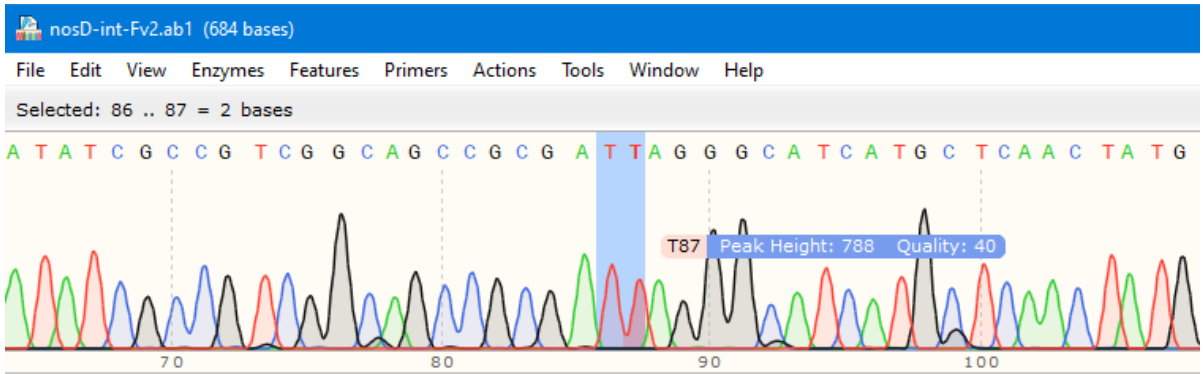 nosD-int-Fv2.ab1 (684 bases)
File Edit View Enzymes Features Primers Actions Tools Window Help
Selected: 86 .. 87 = 2 bases
A T A T C G C C G T C G G C A G C C G C G A T T A G G G C A T C A T G C T C A A C T A T G
T87 Peak Height: 788 Quality: 40
70 80 90 100